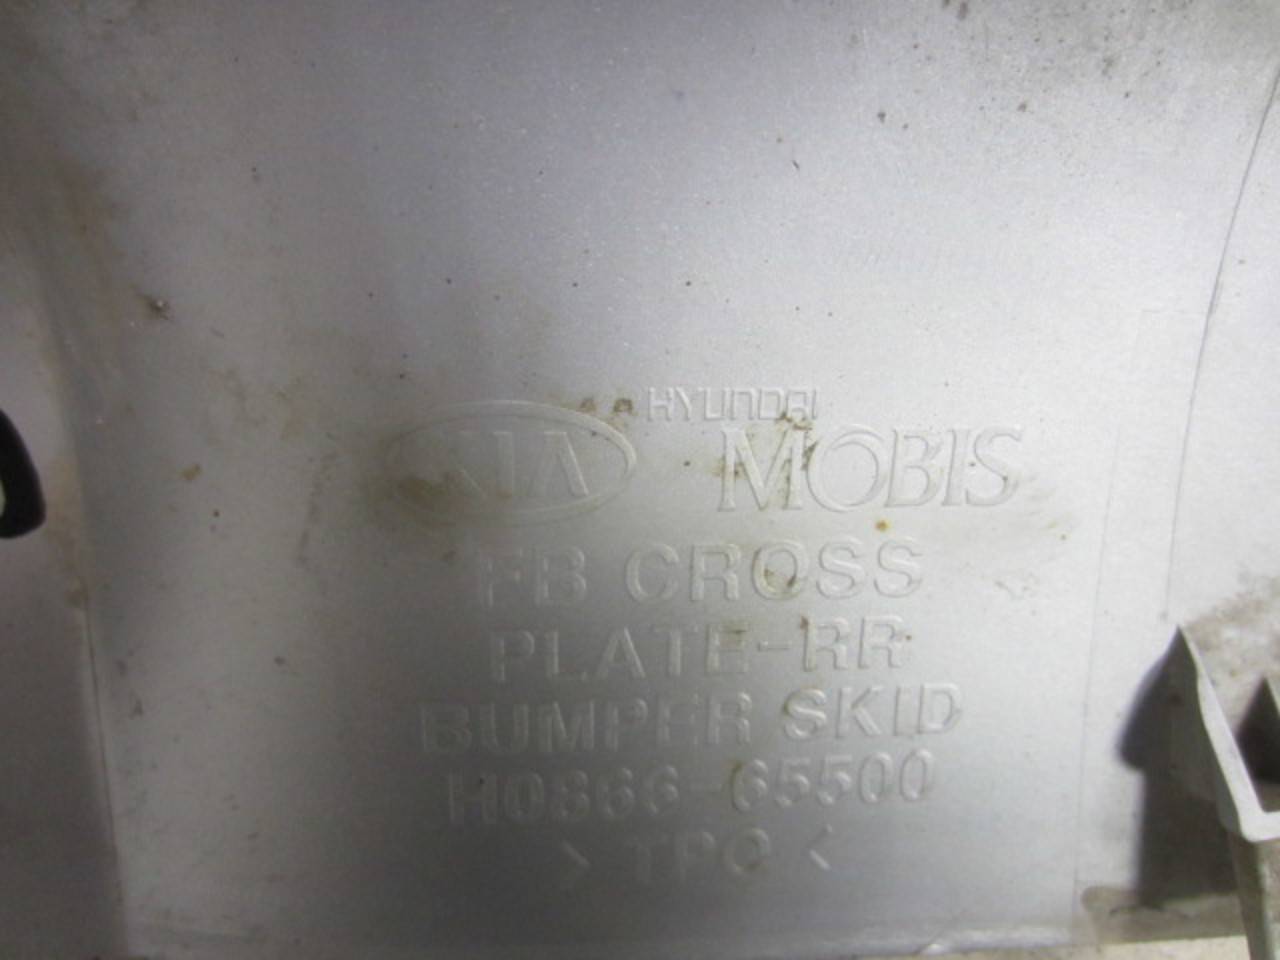 KIA HYUNDAI MOBIS
FB CROSS
PLATE-RR
BUMPER SKID
H0866-65500
>TPO<